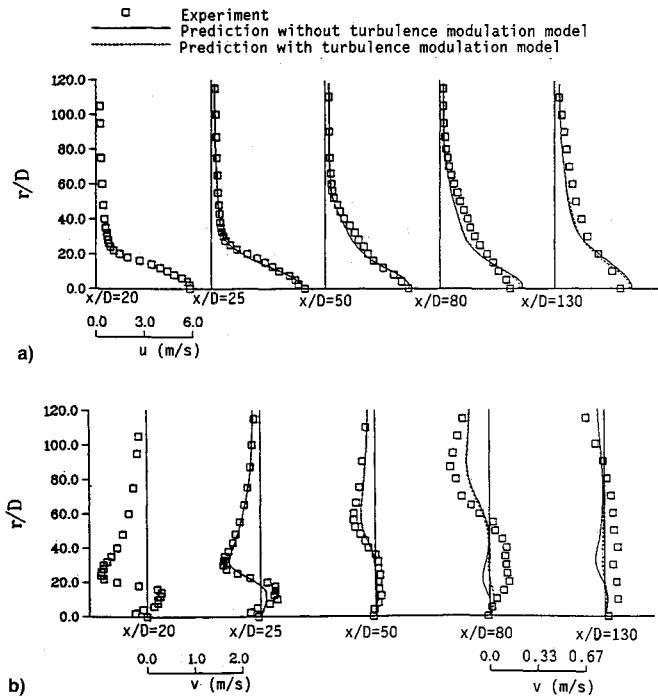 Experiment
Prediction without turbulence modulation model
Prediction with turbulence modulation model
120.0
100.0
80.0
60.0
40.0
20.0
0.0
r/D
x/D=20 x/D=25 x/D=50 x/D=80 x/D=130
0.0 3.0 6.0
u (m/s)
a)
120.0
100.0
80.0
60.0
40.0
20.0
0.0
r/D
x/D=20 x/D=25 x/D=50 x/D=80 x/D=130
0.0 1.0 2.0
v (m/s)
0.0 0.33 0.67
v (m/s)
b)